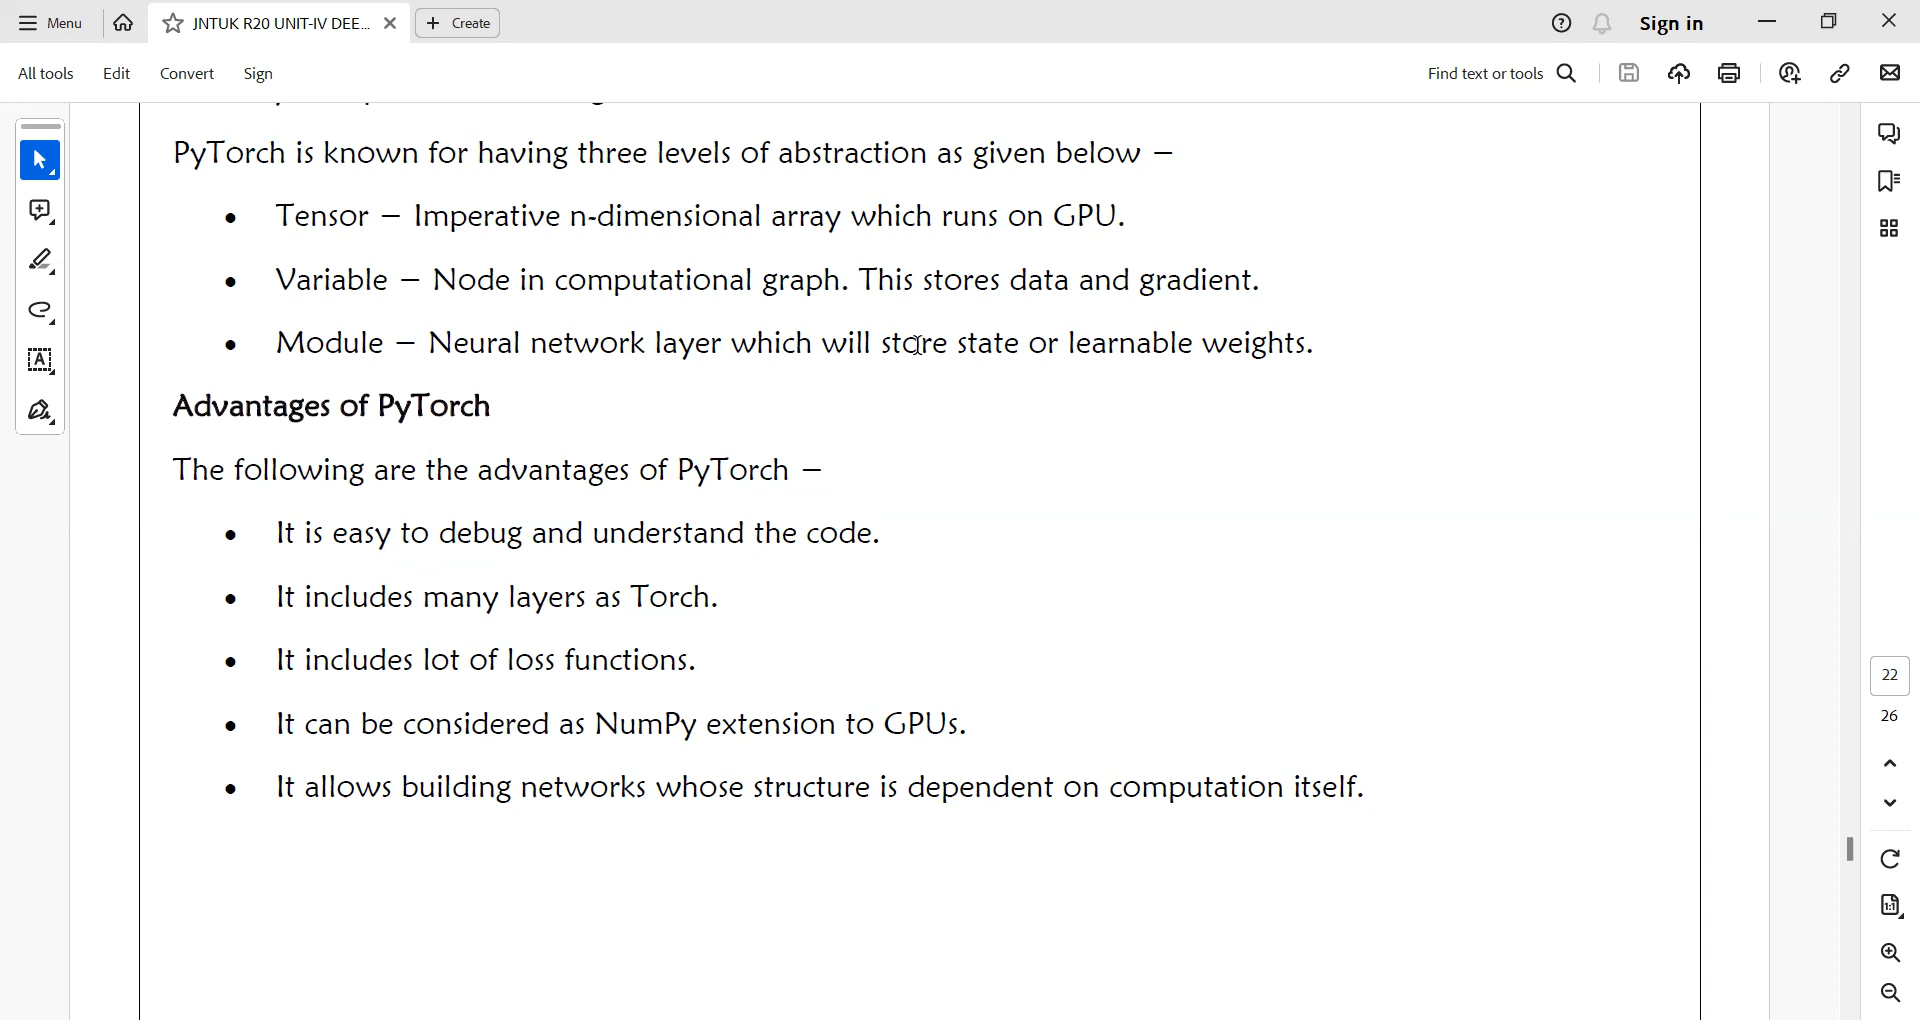 Menu
JNTUK R20 UNIT-IV DEE...
Create
Sign in
All tools
Edit
Convert
Sign
Find text or tools
PyTorch is known for having three levels of abstraction as given below −
• Tensor − Imperative n-dimensional array which runs on GPU.
• Variable − Node in computational graph. This stores data and gradient.
• Module − Neural network layer which will store state or learnable weights.
Advantages of PyTorch
The following are the advantages of PyTorch −
• It is easy to debug and understand the code.
• It includes many layers as Torch.
• It includes lot of loss functions.
• It can be considered as NumPy extension to GPUs.
• It allows building networks whose structure is dependent on computation itself.
22
26